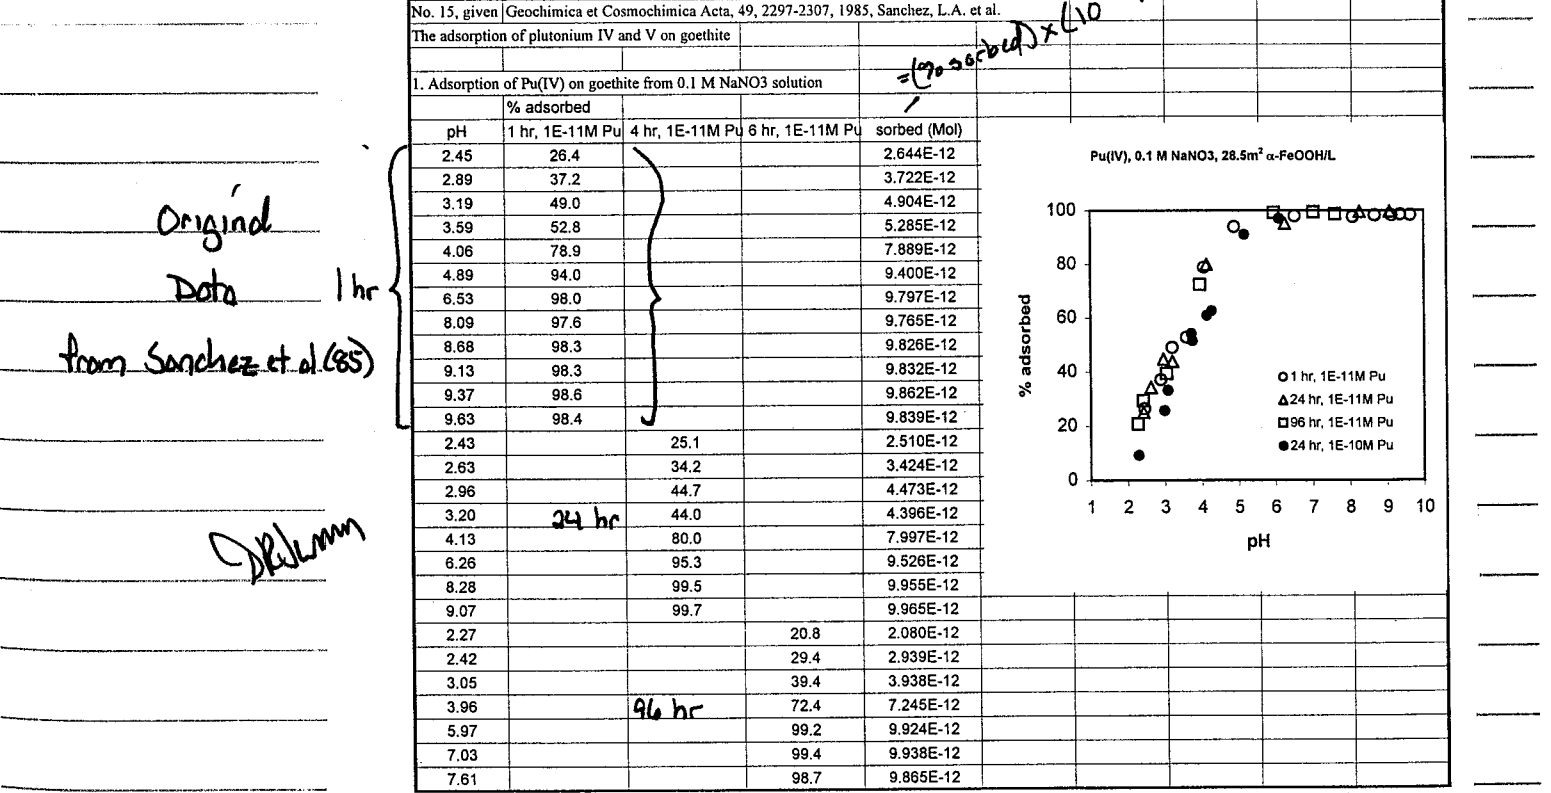 No. 15, given Geochimica et Cosmochimica Acta, 49, 2297-2307, 1985, Sanchez, L.A. et al.
The adsorption of plutonium IV and V on goethite
=(% sorbed) x (10
1. Adsorption of Pu(IV) on goethite from 0.1 M NaNO3 solution
% adsorbed
pH 1 hr, 1E-11M Pu 4 hr, 1E-11M Pu 6 hr, 1E-11M Pu sorbed (Mol)
2.45 26.4 2.644E-12
2.89 37.2 3.722E-12
3.19 49.0 4.904E-12
3.59 52.8 5.285E-12
4.06 78.9 7.889E-12
4.89 94.0 9.400E-12
6.53 98.0 9.797E-12
8.09 97.6 9.765E-12
8.68 98.3 9.826E-12
9.13 98.3 9.832E-12
9.37 98.6 9.862E-12
9.63 98.4 9.839E-12
2.43 25.1 2.510E-12
2.63 34.2 3.424E-12
2.96 44.7 4.473E-12
3.20 24 hr 44.0 4.396E-12
4.13 80.0 7.997E-12
6.26 95.3 9.526E-12
8.28 99.5 9.955E-12
9.07 99.7 9.965E-12
2.27 20.8 2.080E-12
2.42 29.4 2.939E-12
3.05 39.4 3.938E-12
3.96 96 hr 72.4 7.245E-12
5.97 99.2 9.924E-12
7.03 99.4 9.938E-12
7.61 98.7 9.865E-12
Original
Data 1 hr
from Sanchez et al (85)
Pu(IV), 0.1 M NaNO3, 28.5m² α-FeOOH/L
% adsorbed
100
80
60
40
20
0
1 hr, 1E-11M Pu
24 hr, 1E-11M Pu
96 hr, 1E-11M Pu
24 hr, 1E-10M Pu
1 2 3 4 5 6 7 8 9 10
pH